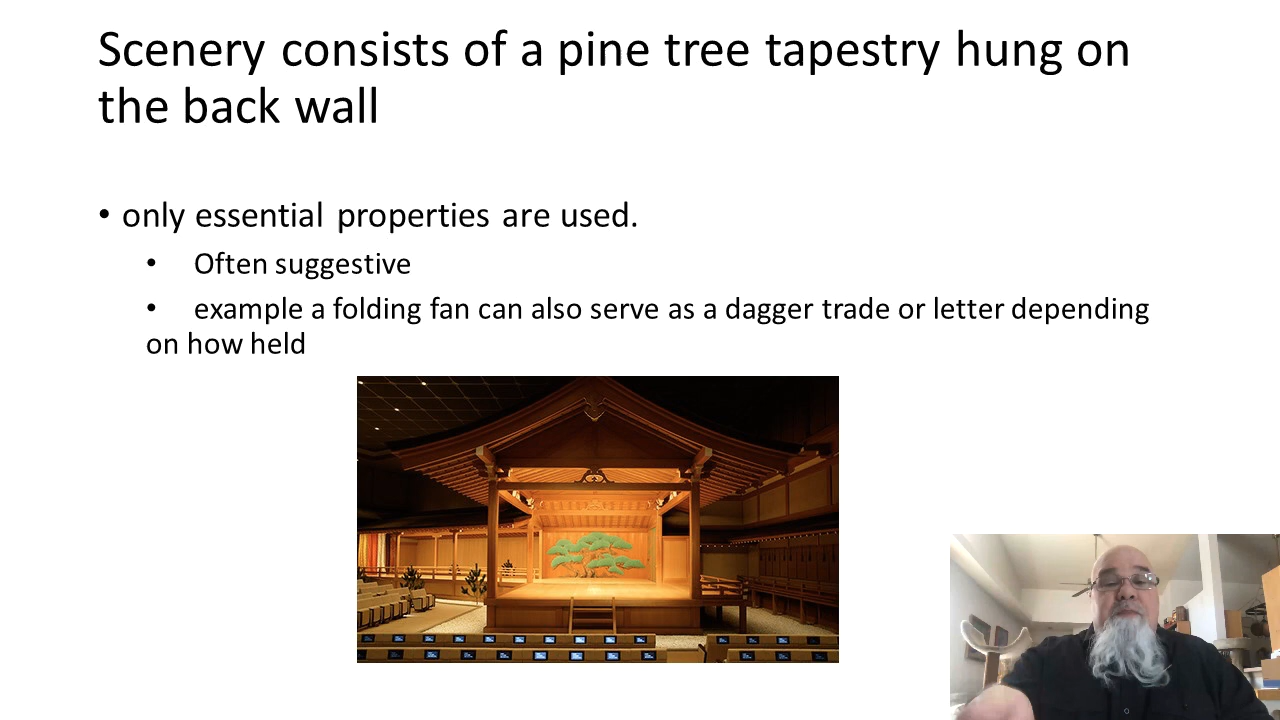 Scenery consists of a pine tree tapestry hung on
the back wall
• only essential properties are used.
• Often suggestive
• example a folding fan can also serve as a dagger trade or letter depending
on how held